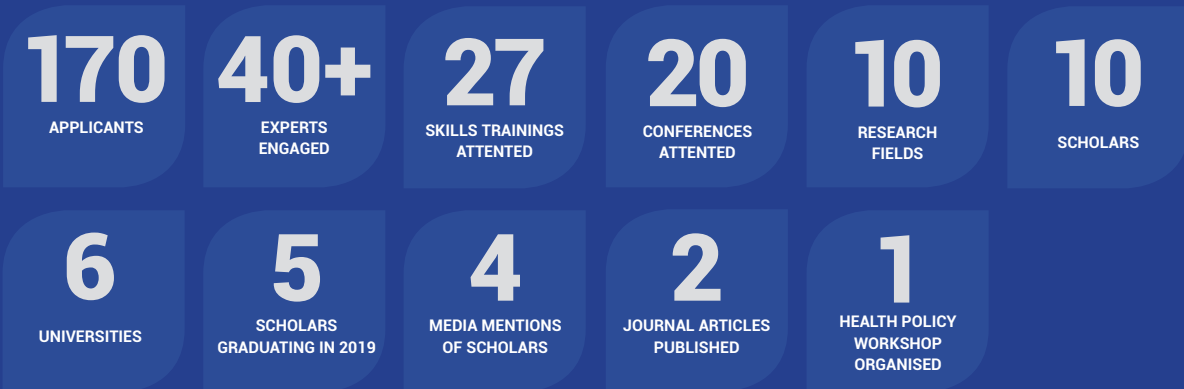 170
APPLICANTS
40+
EXPERTS
ENGAGED
27
SKILLS TRAININGS
ATTENTED
20
CONFERENCES
ATTENTED
10
RESEARCH
FIELDS
10
SCHOLARS
6
UNIVERSITIES
5
SCHOLARS
GRADUATING IN 2019
4
MEDIA MENTIONS
OF SCHOLARS
2
JOURNAL ARTICLES
PUBLISHED
1
HEALTH POLICY
WORKSHOP
ORGANISED